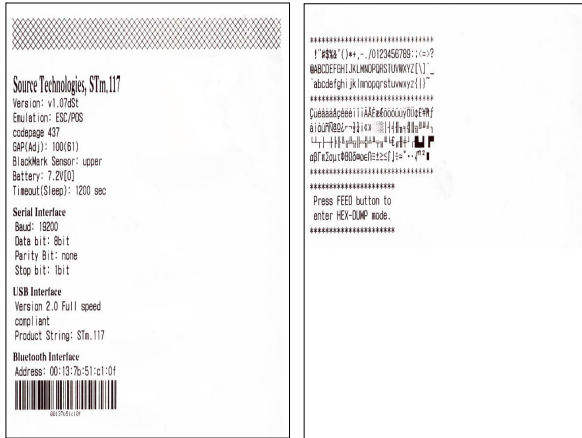 Source Technologies, STm.117
Version: v1.07dSt
Emulation: ESC/POS
codepage 437
GAP(Adj): 100(61)
BlackMark Sensor: upper
Battery: 7.2V[0]
Timeout(Sleep): 1200 sec
Serial Interface
Baud: 19200
Data bit: 8bit
Parity Bit: none
Stop bit: 1bit
USB Interface
Version 2.0 Full speed
compliant
Product String: STm.117
Bluetooth Interface
Address: 00:13:7b:51:c1:0f
00137b51c10f
******************************
!"#$%&'()*+,-./0123456789:;<=>?
@ABCDEFGHIJKLMNOPQRSTUVWXYZ[\]^_
`abcdefghijklmnopqrstuvwxyz{|}~
******************************
******************************
*********************
Press FEED button to
enter HEX-DUMP mode.
*********************